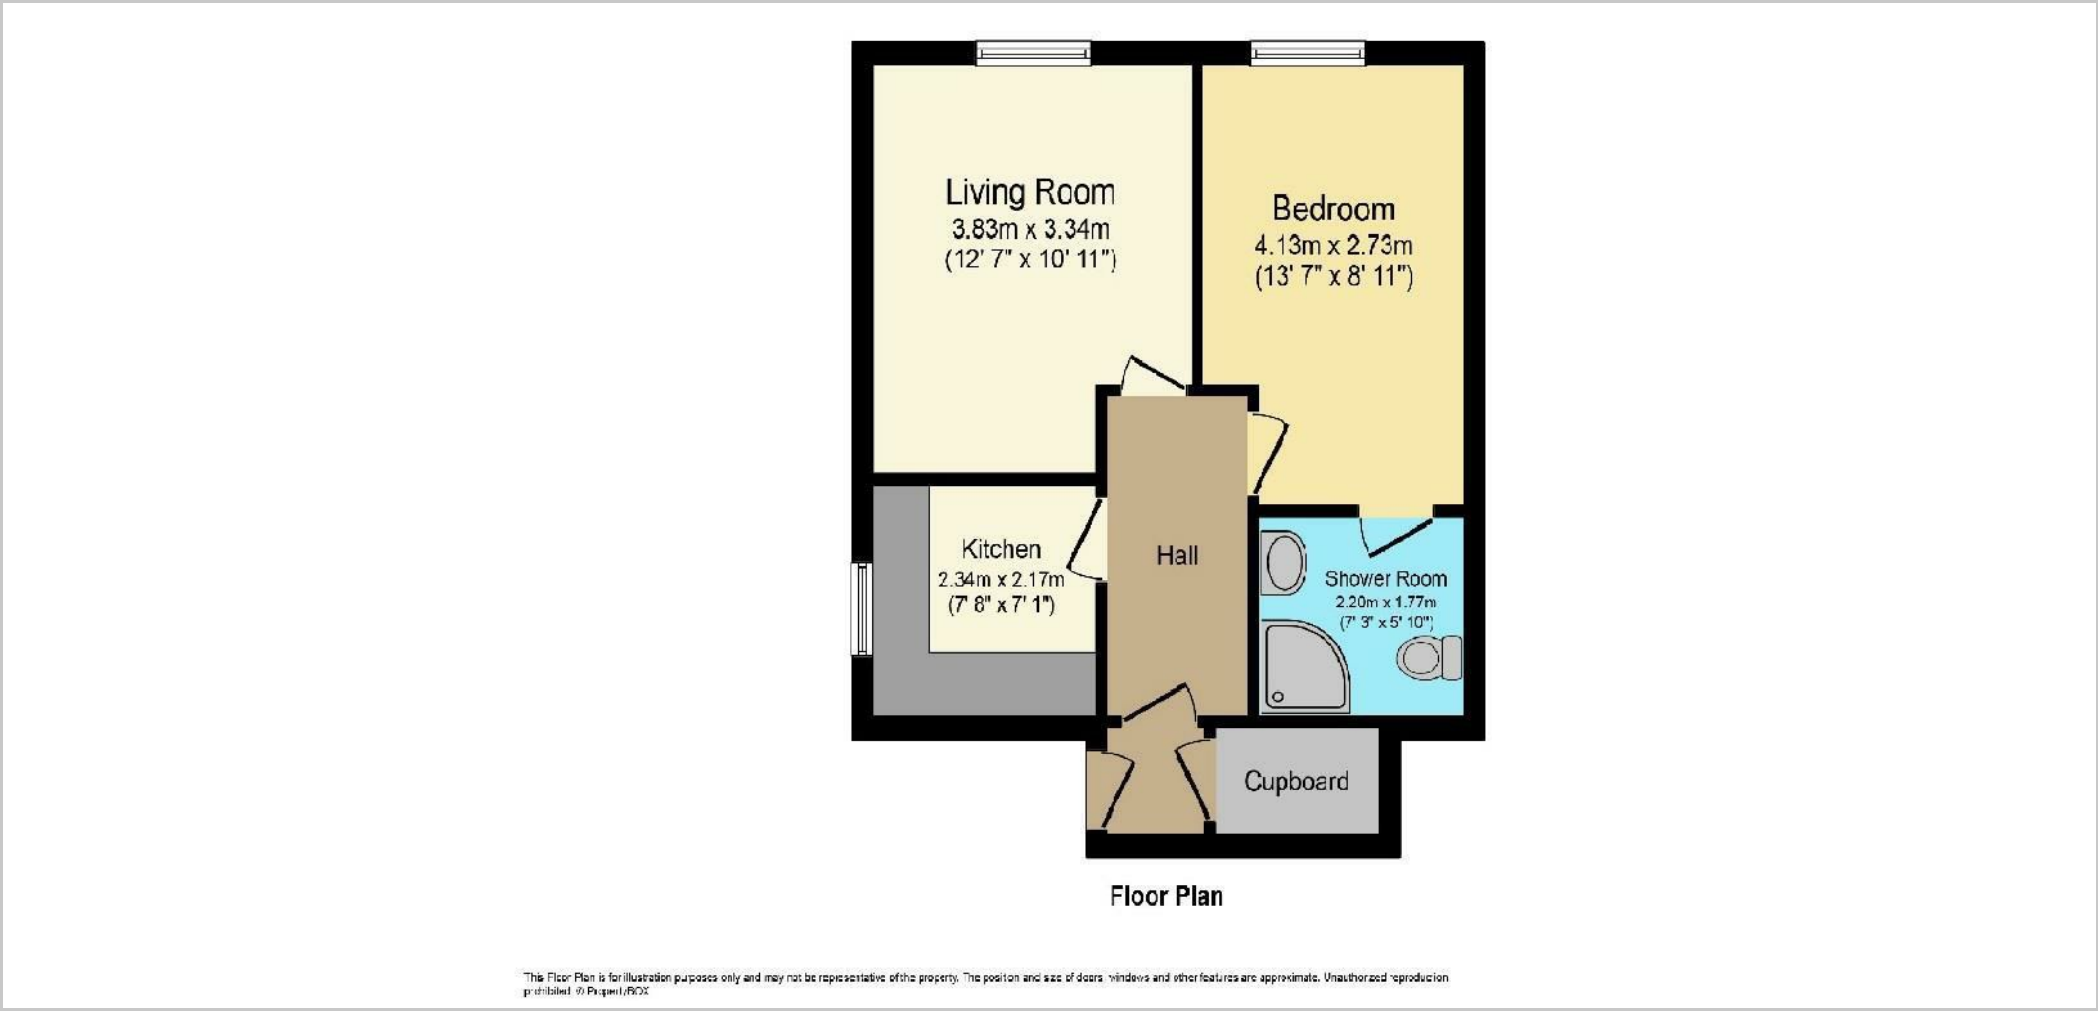 Living Room
3.83m x 3.34m
(12' 7" x 10' 11")
Bedroom
4.13m x 2.73m
(13' 7" x 8' 11")
Kitchen
2.34m x 2.17m
(7' 8" x 7' 1")
Hall
Shower Room
2.20m x 1.77m
(7' 3" x 5' 10")
Cupboard
Floor Plan
This Floor Plan is for illustration purposes only and may not be representative of the property. The position and size of doors, windows and other features are approximate. Unauthorized reproduction
prohibited. © PropertyBOX